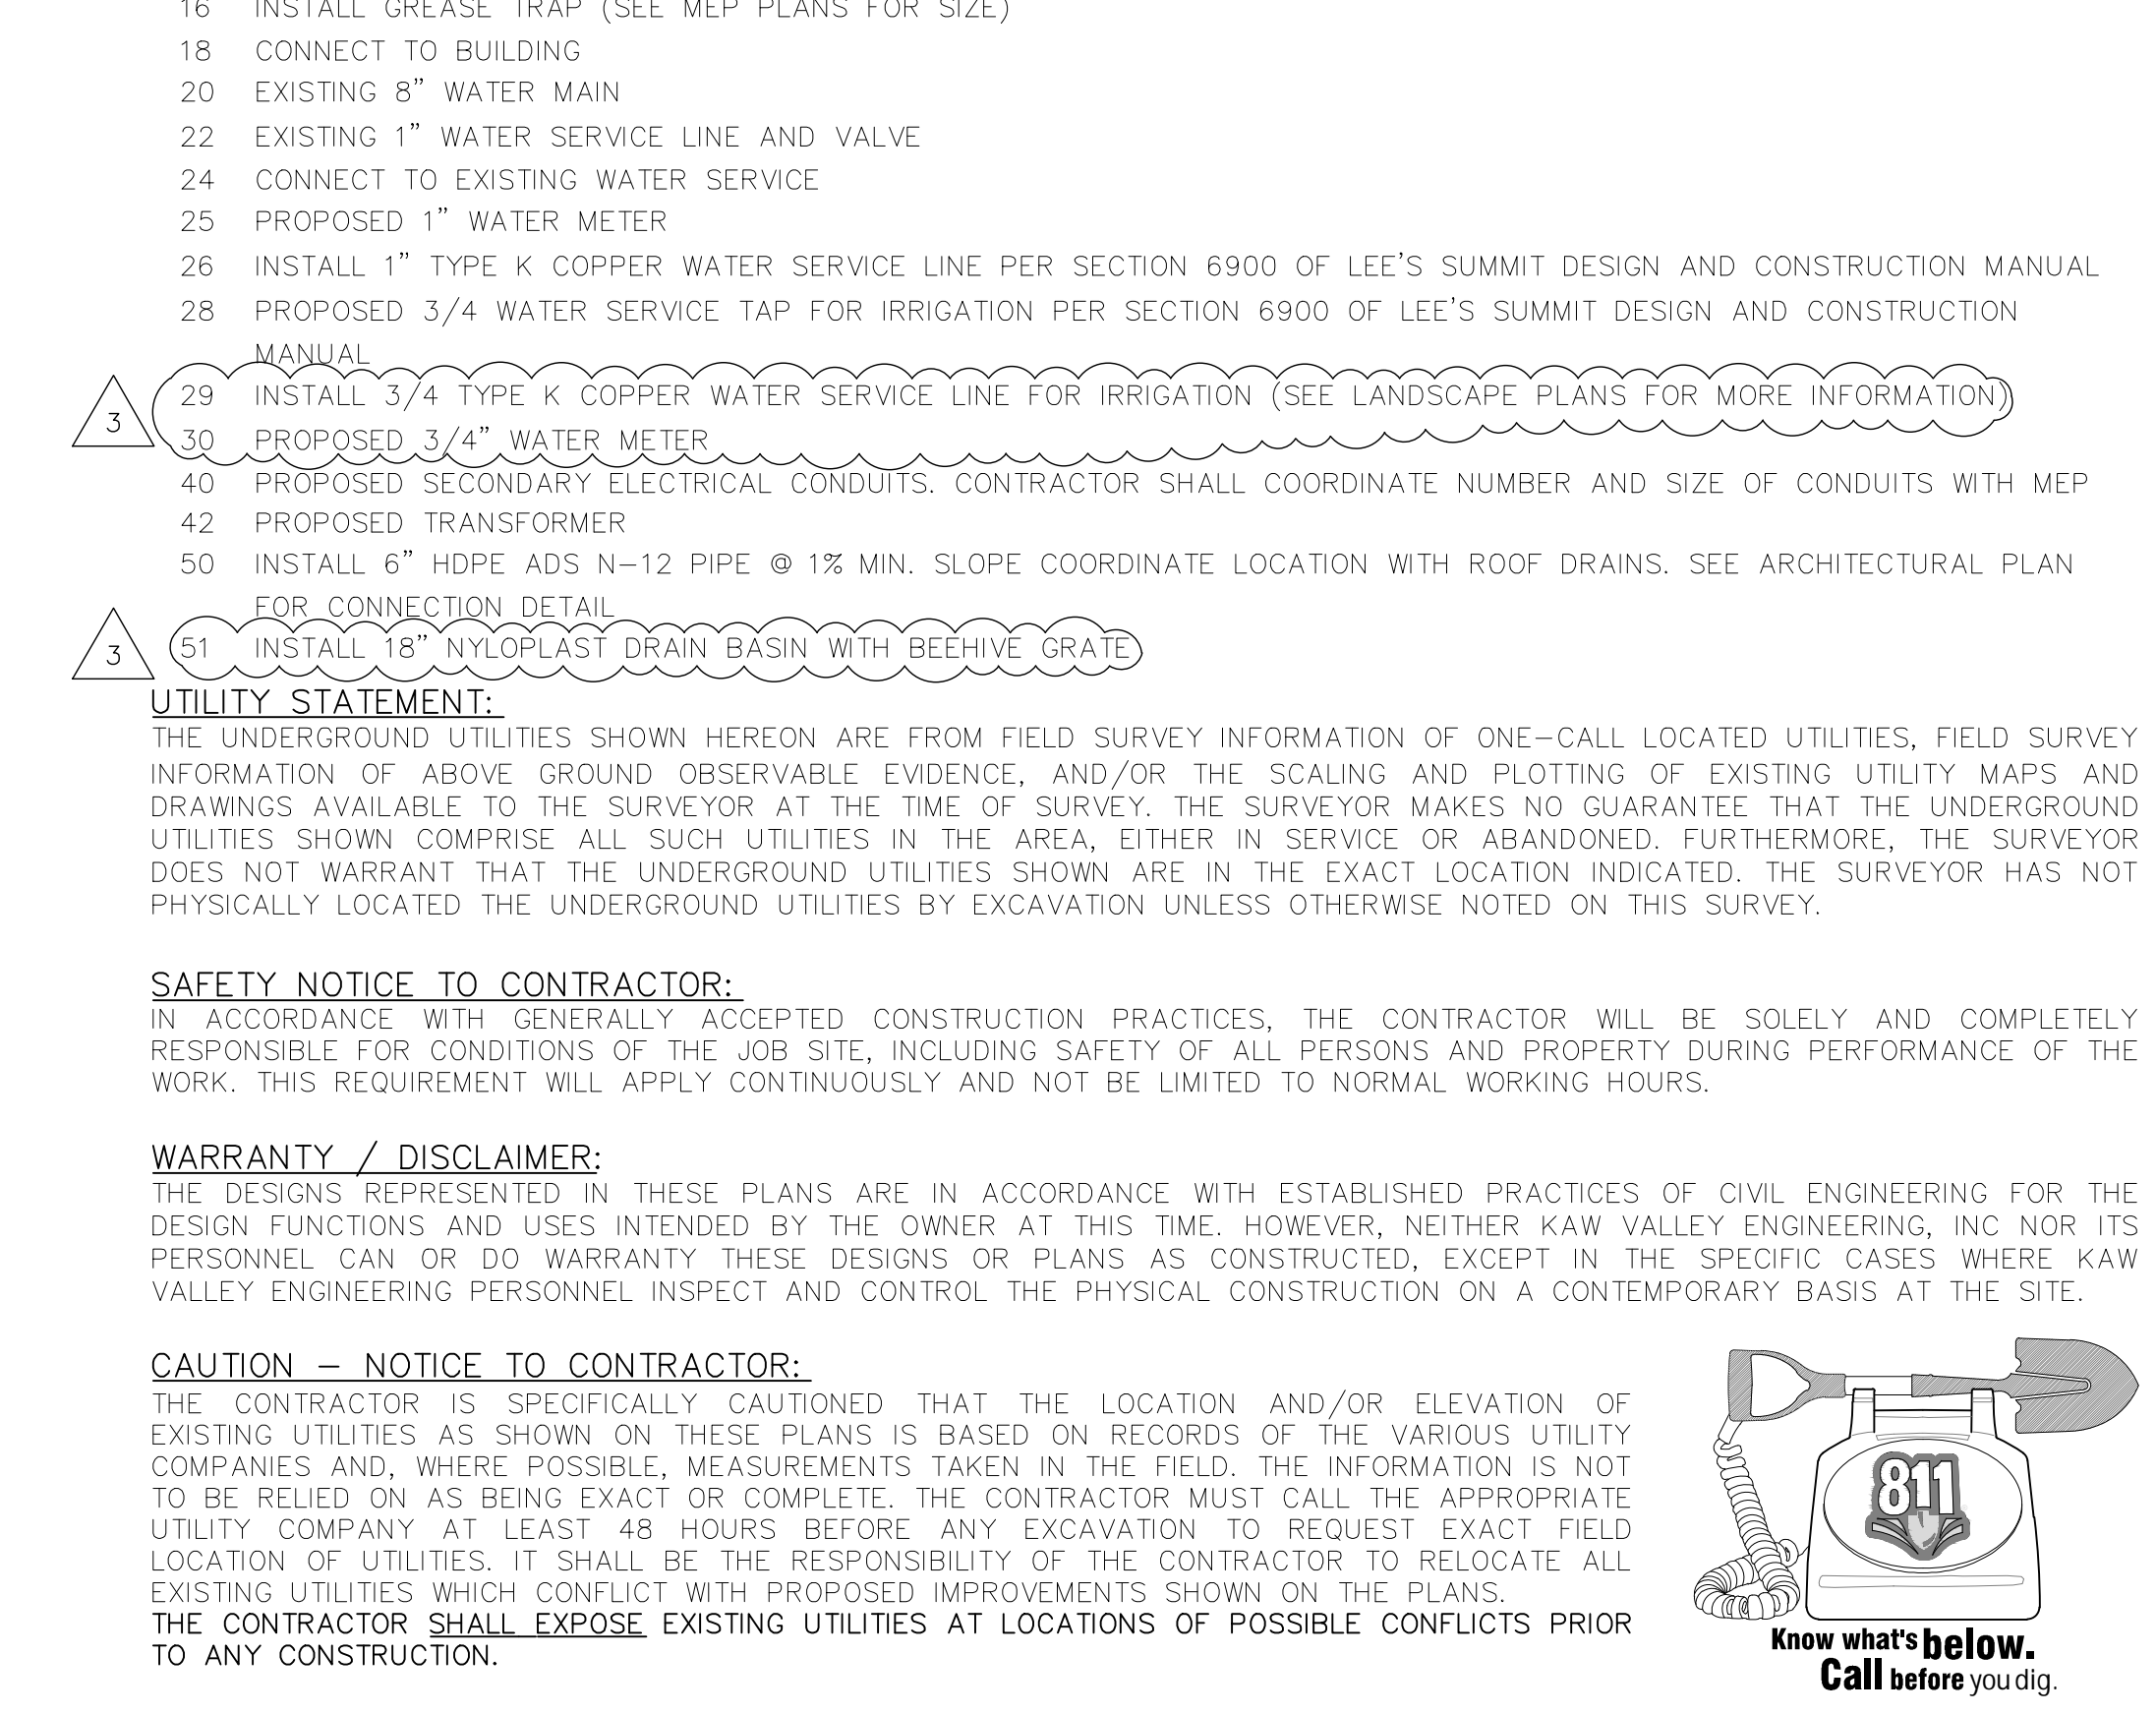 16 INSTALL GREASE TRAP (SEE MEP PLANS FOR SIZE)
18 CONNECT TO BUILDING
20 EXISTING 8" WATER MAIN
22 EXISTING 1" WATER SERVICE LINE AND VALVE
24 CONNECT TO EXISTING WATER SERVICE
25 PROPOSED 1" WATER METER
26 INSTALL 1" TYPE K COPPER WATER SERVICE LINE PER SECTION 6900 OF LEE'S SUMMIT DESIGN AND CONSTRUCTION MANUAL
28 PROPOSED 3/4 WATER SERVICE TAP FOR IRRIGATION PER SECTION 6900 OF LEE'S SUMMIT DESIGN AND CONSTRUCTION
MANUAL
29 INSTALL 3/4 TYPE K COPPER WATER SERVICE LINE FOR IRRIGATION (SEE LANDSCAPE PLANS FOR MORE INFORMATION)
3
30 PROPOSED 3/4" WATER METER
40 PROPOSED SECONDARY ELECTRICAL CONDUITS. CONTRACTOR SHALL COORDINATE NUMBER AND SIZE OF CONDUITS WITH MEP
42 PROPOSED TRANSFORMER
50 INSTALL 6" HDPE ADS N-12 PIPE @ 1% MIN. SLOPE COORDINATE LOCATION WITH ROOF DRAINS. SEE ARCHITECTURAL PLAN
FOR CONNECTION DETAIL
3 51 INSTALL 18" NYLOPLAST DRAIN BASIN WITH BEEHIVE GRATE
UTILITY STATEMENT:
THE UNDERGROUND UTILITIES SHOWN HEREON ARE FROM FIELD SURVEY INFORMATION OF ONE-CALL LOCATED UTILITIES, FIELD SURVEY
INFORMATION OF ABOVE GROUND OBSERVABLE EVIDENCE, AND/OR THE SCALING AND PLOTTING OF EXISTING UTILITY MAPS AND
DRAWINGS AVAILABLE TO THE SURVEYOR AT THE TIME OF SURVEY. THE SURVEYOR MAKES NO GUARANTEE THAT THE UNDERGROUND
UTILITIES SHOWN COMPRISE ALL SUCH UTILITIES IN THE AREA, EITHER IN SERVICE OR ABANDONED. FURTHERMORE, THE SURVEYOR
DOES NOT WARRANT THAT THE UNDERGROUND UTILITIES SHOWN ARE IN THE EXACT LOCATION INDICATED. THE SURVEYOR HAS NOT
PHYSICALLY LOCATED THE UNDERGROUND UTILITIES BY EXCAVATION UNLESS OTHERWISE NOTED ON THIS SURVEY.
SAFETY NOTICE TO CONTRACTOR:
IN ACCORDANCE WITH GENERALLY ACCEPTED CONSTRUCTION PRACTICES, THE CONTRACTOR WILL BE SOLELY AND COMPLETELY
RESPONSIBLE FOR CONDITIONS OF THE JOB SITE, INCLUDING SAFETY OF ALL PERSONS AND PROPERTY DURING PERFORMANCE OF THE
WORK. THIS REQUIREMENT WILL APPLY CONTINUOUSLY AND NOT BE LIMITED TO NORMAL WORKING HOURS.
WARRANTY / DISCLAIMER:
THE DESIGNS REPRESENTED IN THESE PLANS ARE IN ACCORDANCE WITH ESTABLISHED PRACTICES OF CIVIL ENGINEERING FOR THE
DESIGN FUNCTIONS AND USES INTENDED BY THE OWNER AT THIS TIME. HOWEVER, NEITHER KAW VALLEY ENGINEERING, INC NOR ITS
PERSONNEL CAN OR DO WARRANTY THESE DESIGNS OR PLANS AS CONSTRUCTED, EXCEPT IN THE SPECIFIC CASES WHERE KAW
VALLEY ENGINEERING PERSONNEL INSPECT AND CONTROL THE PHYSICAL CONSTRUCTION ON A CONTEMPORARY BASIS AT THE SITE.
CAUTION - NOTICE TO CONTRACTOR:
THE CONTRACTOR IS SPECIFICALLY CAUTIONED THAT THE LOCATION AND/OR ELEVATION OF
EXISTING UTILITIES AS SHOWN ON THESE PLANS IS BASED ON RECORDS OF THE VARIOUS UTILITY
COMPANIES AND, WHERE POSSIBLE, MEASUREMENTS TAKEN IN THE FIELD. THE INFORMATION IS NOT
TO BE RELIED ON AS BEING EXACT OR COMPLETE. THE CONTRACTOR MUST CALL THE APPROPRIATE
UTILITY COMPANY AT LEAST 48 HOURS BEFORE ANY EXCAVATION TO REQUEST EXACT FIELD
LOCATION OF UTILITIES. IT SHALL BE THE RESPONSIBILITY OF THE CONTRACTOR TO RELOCATE ALL
EXISTING UTILITIES WHICH CONFLICT WITH PROPOSED IMPROVEMENTS SHOWN ON THE PLANS.
THE CONTRACTOR SHALL EXPOSE EXISTING UTILITIES AT LOCATIONS OF POSSIBLE CONFLICTS PRIOR
TO ANY CONSTRUCTION.
811
Know what's below.
Call before you dig.